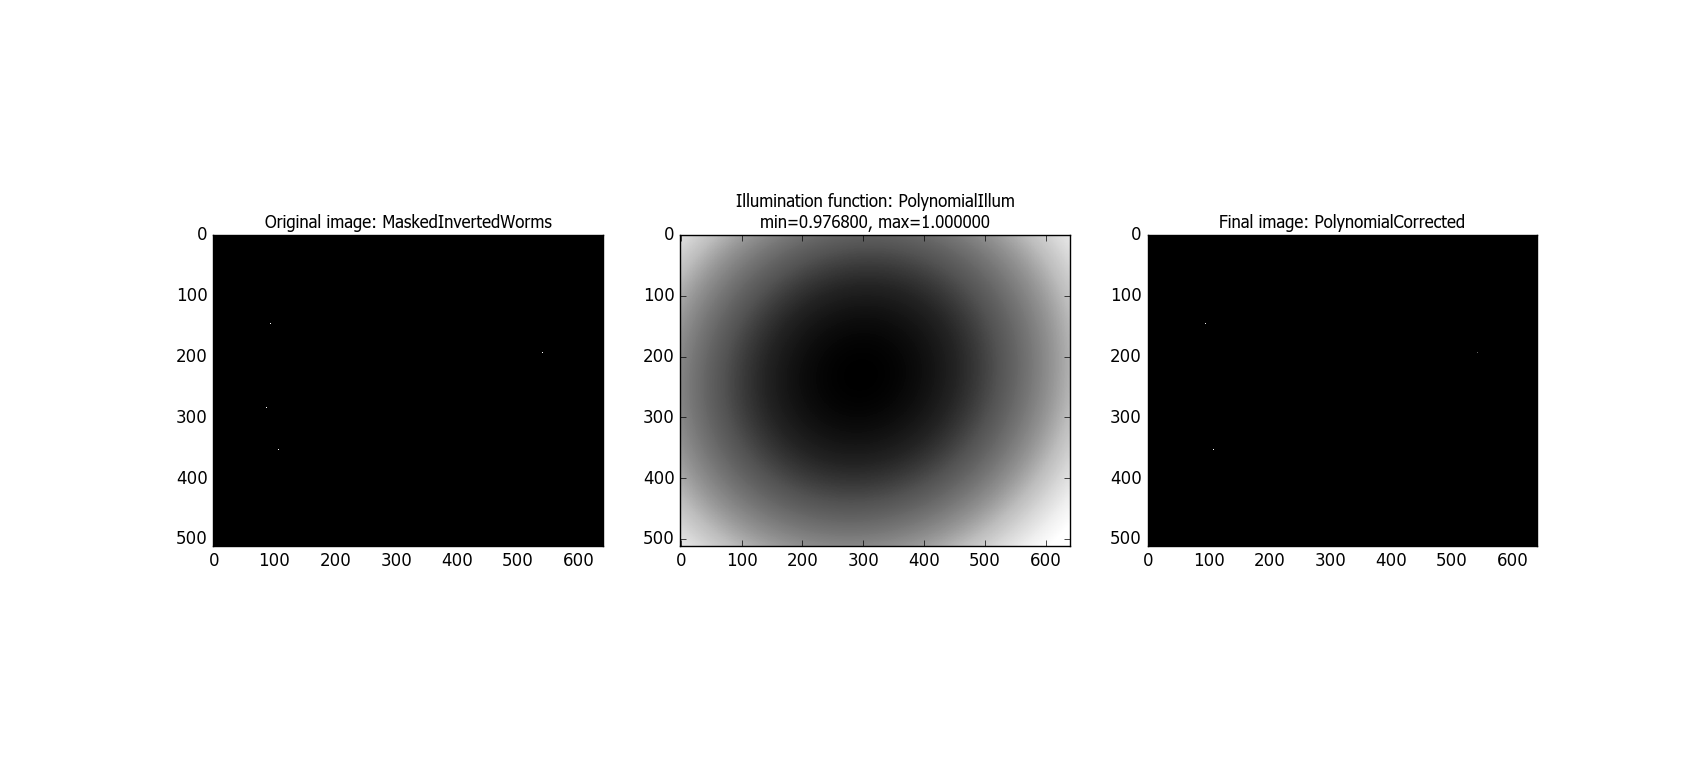 Original image: MaskedInvertedWorms
0
100
200
300
400
500
0 100 200 300 400 500 600
Illumination function: PolynomialIllum
min=0.976800, max=1.000000
0
100
200
300
400
500
0 100 200 300 400 500 600
Final image: PolynomialCorrected
0
100
200
300
400
500
0 100 200 300 400 500 600